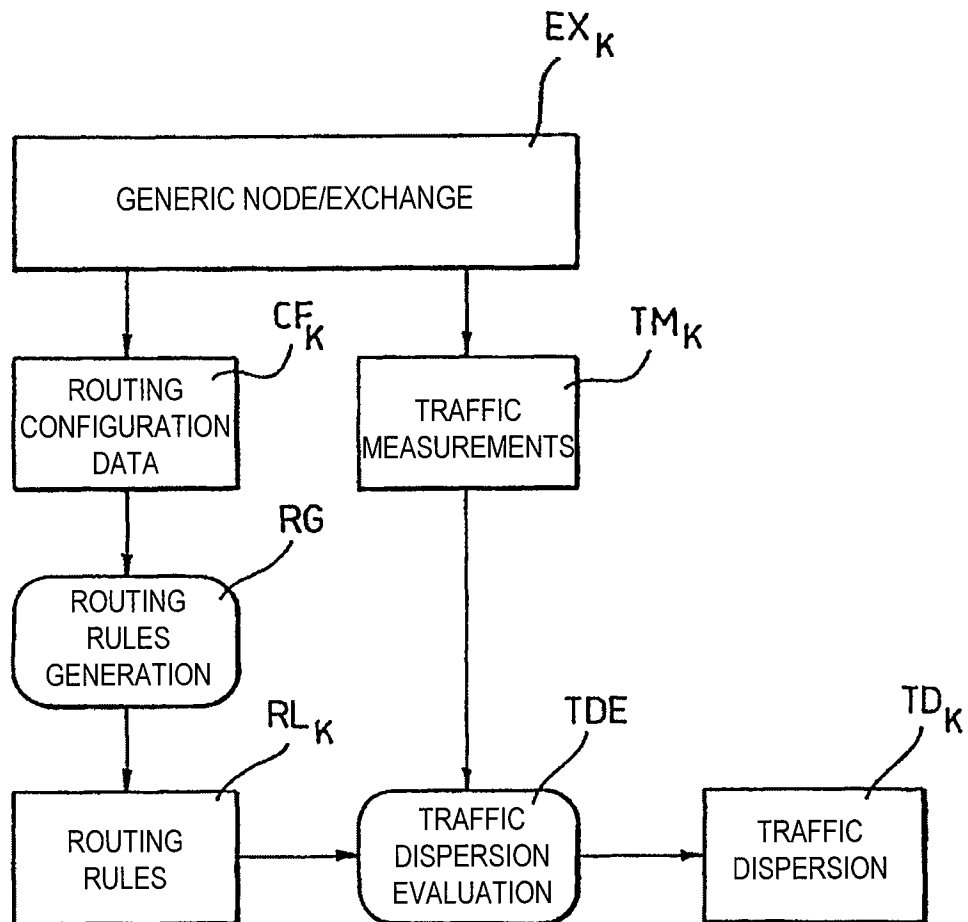 EX_K
GENERIC NODE/EXCHANGE
CF_K
TM_K
ROUTING
CONFIGURATION
DATA
TRAFFIC
MEASUREMENTS
RG
ROUTING
RULES
GENERATION
RL_K
TDE
TD_K
ROUTING
RULES
TRAFFIC
DISPERSION
EVALUATION
TRAFFIC
DISPERSION